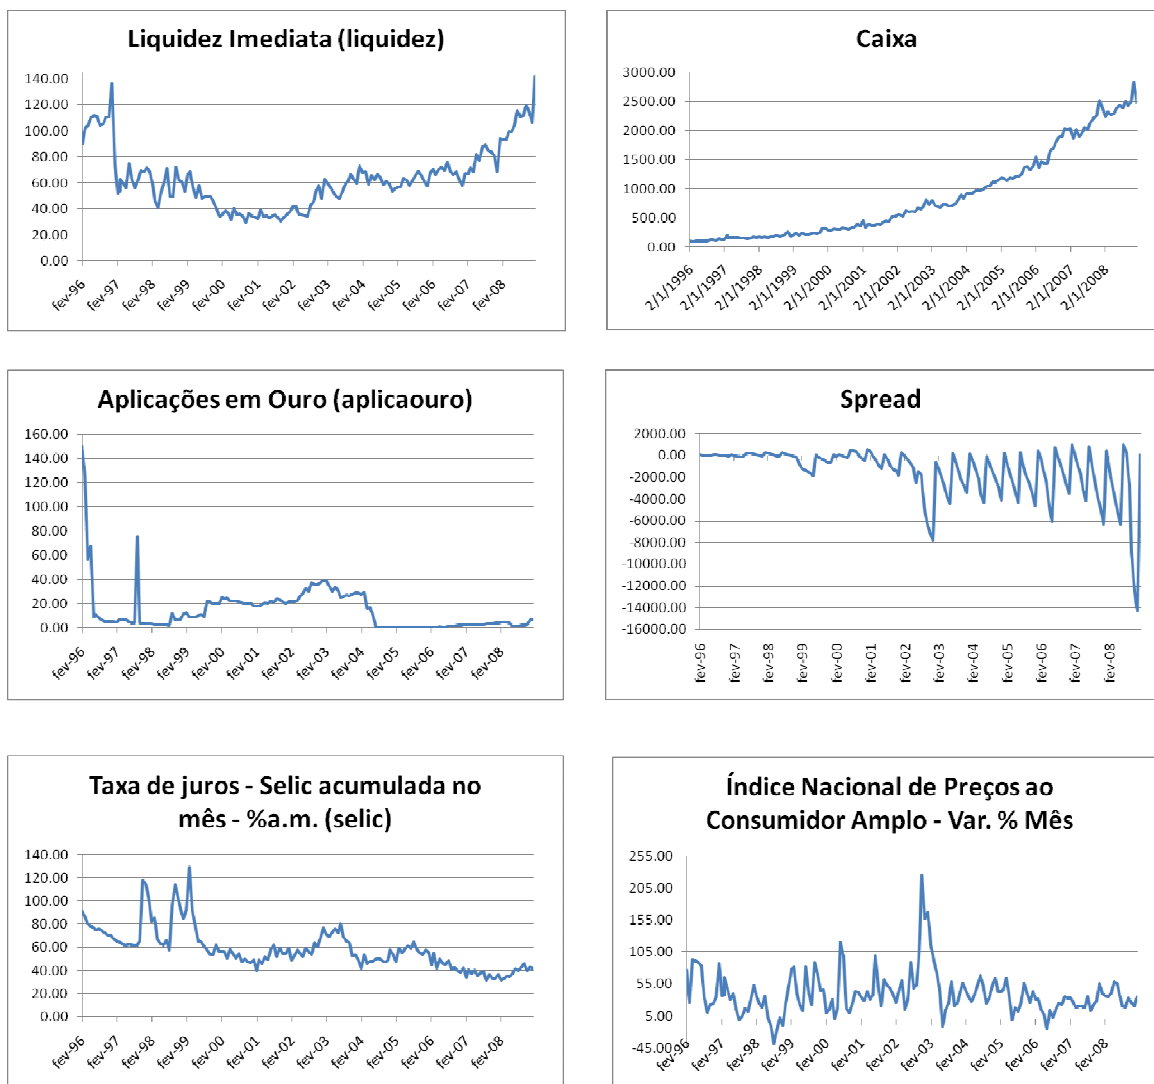 Liquidez Imediata (liquidez)
140.00
120.00
100.00
80.00
60.00
40.00
20.00
0.00
fev-96
fev-97
fev-98
fev-99
fev-00
fev-01
fev-02
fev-03
fev-04
fev-05
fev-06
fev-07
fev-08
Caixa
3000.00
2500.00
2000.00
1500.00
1000.00
500.00
0.00
2/1/1996
2/1/1997
2/1/1998
2/1/1999
2/1/2000
2/1/2001
2/1/2002
2/1/2003
2/1/2004
2/1/2005
2/1/2006
2/1/2007
2/1/2008
Aplicações em Ouro (aplicaouro)
160.00
140.00
120.00
100.00
80.00
60.00
40.00
20.00
0.00
fev-96
fev-97
fev-98
fev-99
fev-00
fev-01
fev-02
fev-03
fev-04
fev-05
fev-06
fev-07
fev-08
Spread
2000.00
0.00
-2000.00
-4000.00
-6000.00
-8000.00
-10000.00
-12000.00
-14000.00
-16000.00
fev-96
fev-97
fev-98
fev-99
fev-00
fev-01
fev-02
fev-03
fev-04
fev-05
fev-06
fev-07
fev-08
Taxa de juros - Selic acumulada no
mês - %a.m. (selic)
140.00
120.00
100.00
80.00
60.00
40.00
20.00
0.00
fev-96
fev-97
fev-98
fev-99
fev-00
fev-01
fev-02
fev-03
fev-04
fev-05
fev-06
fev-07
fev-08
Índice Nacional de Preços ao
Consumidor Amplo - Var. % Mês
255.00
205.00
155.00
105.00
55.00
5.00
-45.00
fev-96
fev-97
fev-98
fev-99
fev-00
fev-01
fev-02
fev-03
fev-04
fev-05
fev-06
fev-07
fev-08